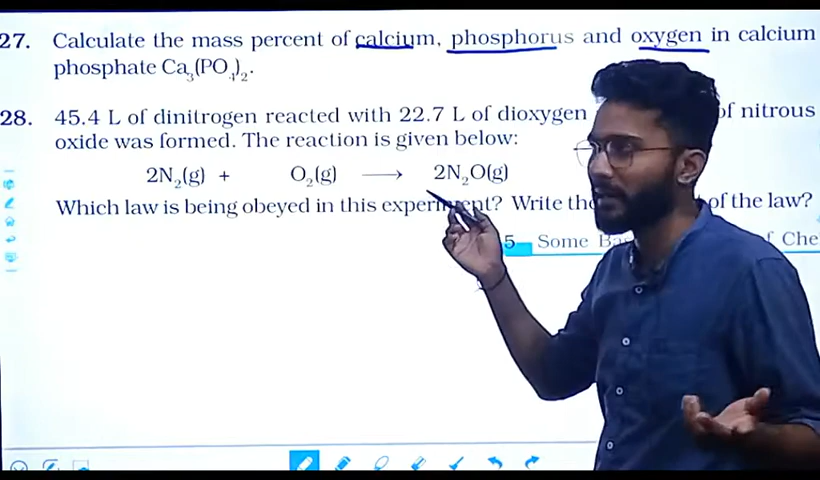 27. Calculate the mass percent of calcium, phosphorus and oxygen in calcium
phosphate Ca₃(PO₄)₂.
28. 45.4 L of dinitrogen reacted with 22.7 L of dioxygen of nitrous
oxide was formed. The reaction is given below:
2N₂(g) + O₂(g) ⟶ 2N₂O(g)
Which law is being obeyed in this experiment? Write the of the law?
5 Some